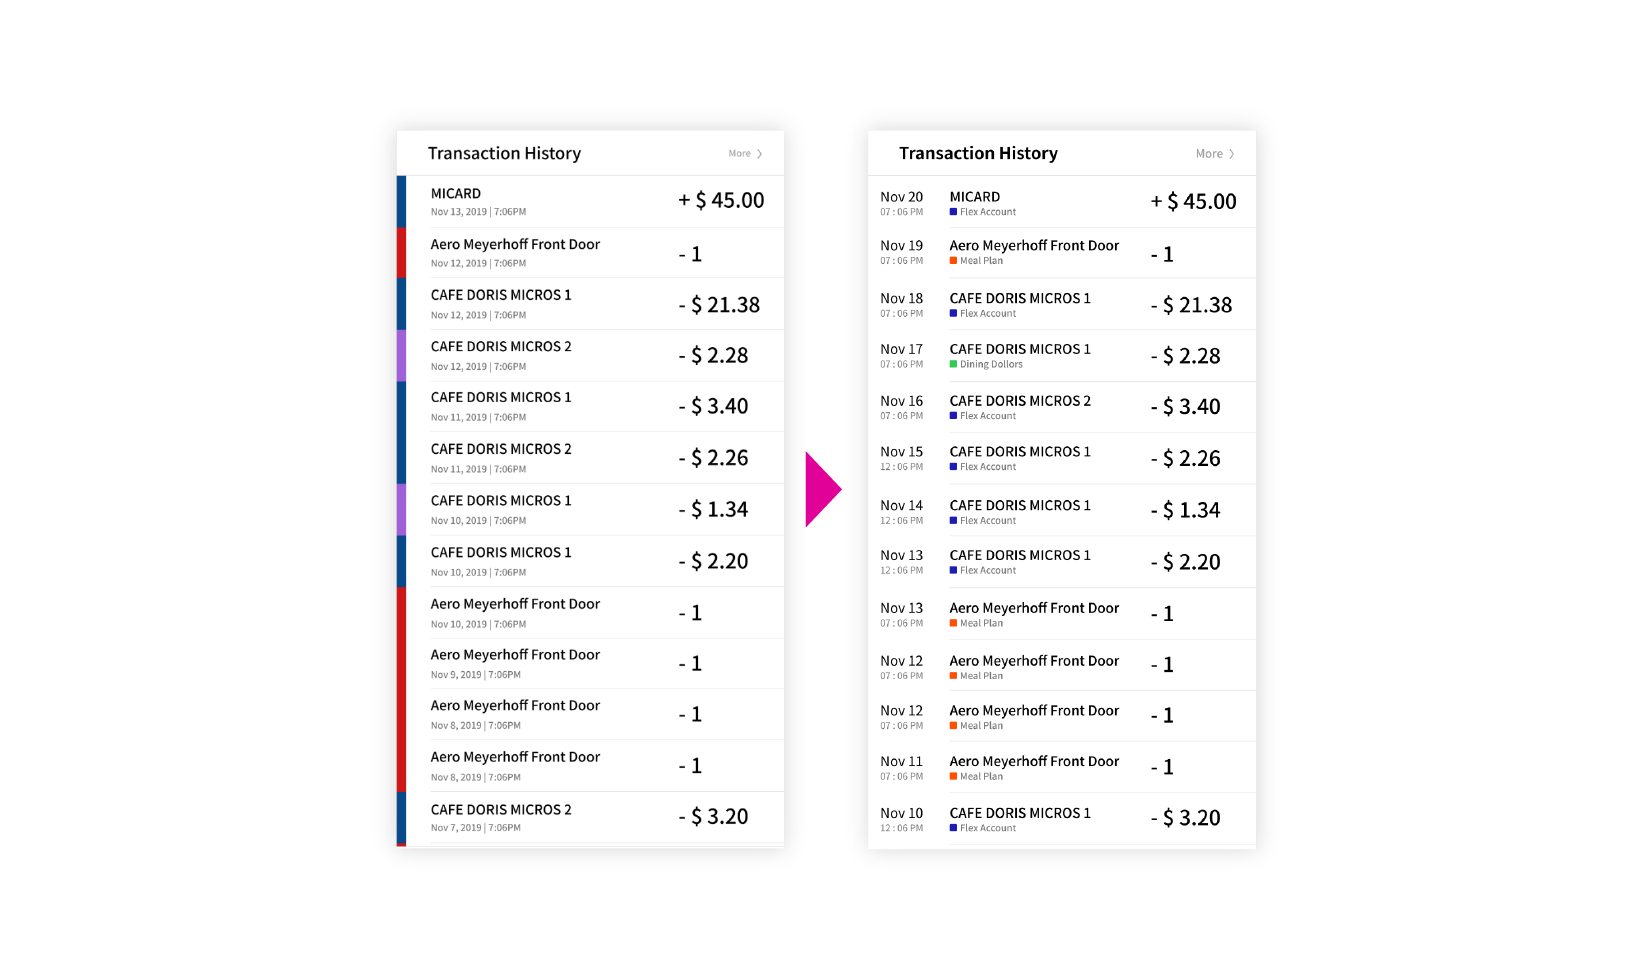 Transaction History More
MICARD
Nov 13, 2019 | 7:06PM
+ $ 45.00
Aero Meyerhoff Front Door
Nov 12, 2019 | 7:06PM
- 1
CAFE DORIS MICROS 1
Nov 12, 2019 | 7:06PM
- $ 21.38
CAFE DORIS MICROS 2
Nov 12, 2019 | 7:06PM
- $ 2.28
CAFE DORIS MICROS 1
Nov 11, 2019 | 7:06PM
- $ 3.40
CAFE DORIS MICROS 2
Nov 11, 2019 | 7:06PM
- $ 2.26
CAFE DORIS MICROS 1
Nov 10, 2019 | 7:06PM
- $ 1.34
CAFE DORIS MICROS 1
Nov 10, 2019 | 7:06PM
- $ 2.20
Aero Meyerhoff Front Door
Nov 10, 2019 | 7:06PM
- 1
Aero Meyerhoff Front Door
Nov 9, 2019 | 7:06PM
- 1
Aero Meyerhoff Front Door
Nov 8, 2019 | 7:06PM
- 1
Aero Meyerhoff Front Door
Nov 8, 2019 | 7:06PM
- 1
CAFE DORIS MICROS 2
Nov 7, 2019 | 7:06PM
- $ 3.20
Transaction History More
Nov 20 MICARD
07 : 06 PM Flex Account
+ $ 45.00
Nov 19 Aero Meyerhoff Front Door
07 : 06 PM Meal Plan
- 1
Nov 18 CAFE DORIS MICROS 1
07 : 06 PM Flex Account
- $ 21.38
Nov 17 CAFE DORIS MICROS 1
07 : 06 PM Dining Dollors
- $ 2.28
Nov 16 CAFE DORIS MICROS 2
07 : 06 PM Flex Account
- $ 3.40
Nov 15 CAFE DORIS MICROS 1
12 : 06 PM Flex Account
- $ 2.26
Nov 14 CAFE DORIS MICROS 1
12 : 06 PM Flex Account
- $ 1.34
Nov 13 CAFE DORIS MICROS 1
12 : 06 PM Flex Account
- $ 2.20
Nov 13 Aero Meyerhoff Front Door
07 : 06 PM Meal Plan
- 1
Nov 12 Aero Meyerhoff Front Door
07 : 06 PM Meal Plan
- 1
Nov 12 Aero Meyerhoff Front Door
07 : 06 PM Meal Plan
- 1
Nov 11 Aero Meyerhoff Front Door
07 : 06 PM Meal Plan
- 1
Nov 10 CAFE DORIS MICROS 1
12 : 06 PM Flex Account
- $ 3.20